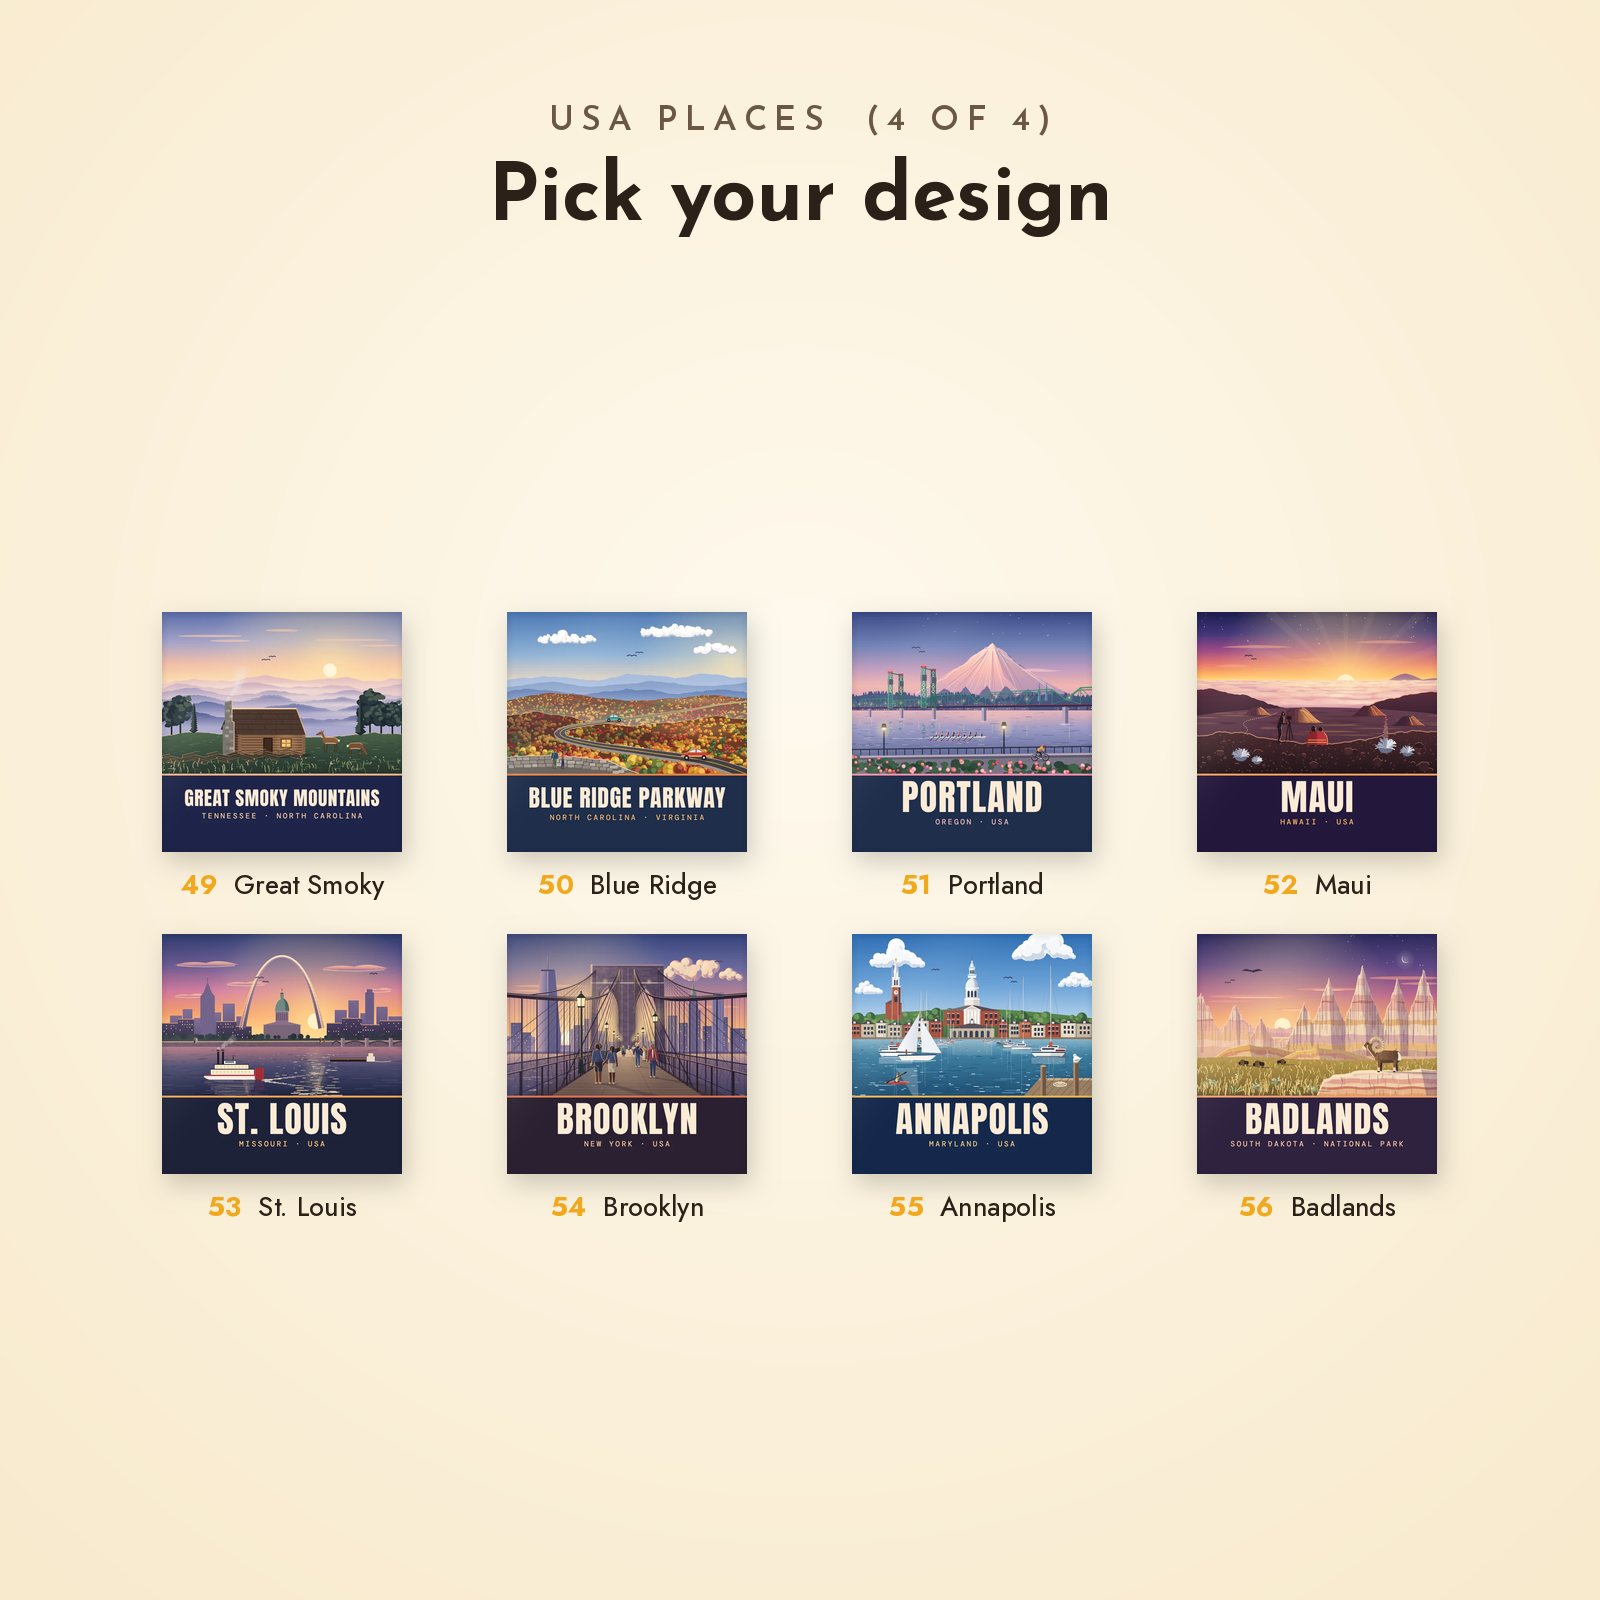 USA PLACES (4 OF 4)
Pick your design
GREAT SMOKY MOUNTAINS
TENNESSEE · NORTH CAROLINA
49 Great Smoky
BLUE RIDGE PARKWAY
NORTH CAROLINA · VIRGINIA
50 Blue Ridge
PORTLAND
OREGON · USA
51 Portland
MAUI
HAWAII · USA
52 Maui
ST. LOUIS
MISSOURI · USA
53 St. Louis
BROOKLYN
NEW YORK · USA
54 Brooklyn
ANNAPOLIS
MARYLAND · USA
55 Annapolis
BADLANDS
SOUTH DAKOTA · NATIONAL PARK
56 Badlands